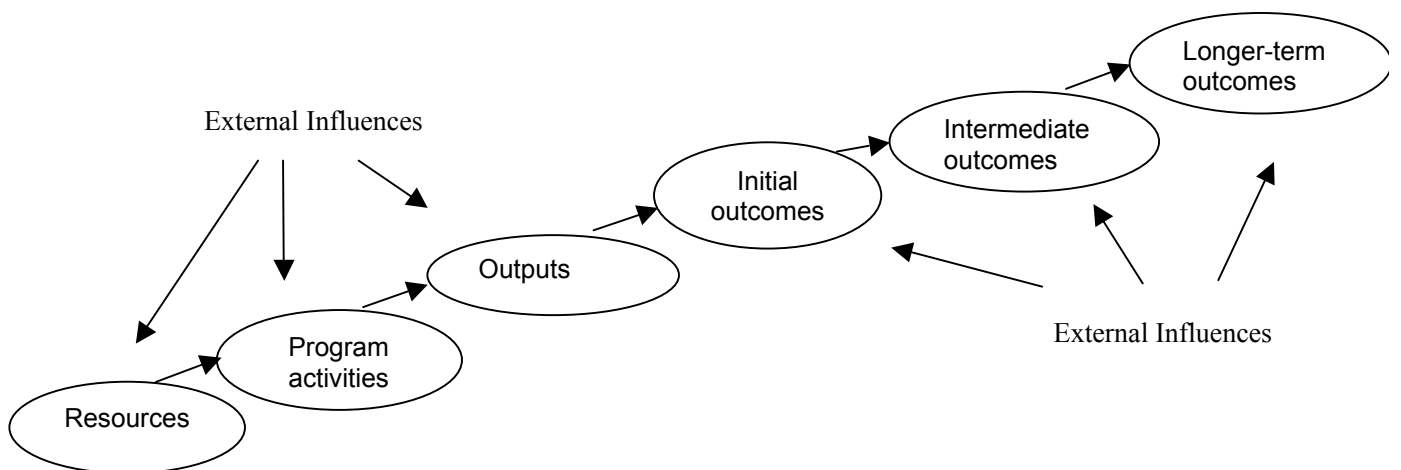 Longer-term
outcomes
External Influences
Intermediate
outcomes
Initial
outcomes
Outputs
External Influences
Program
activities
Resources